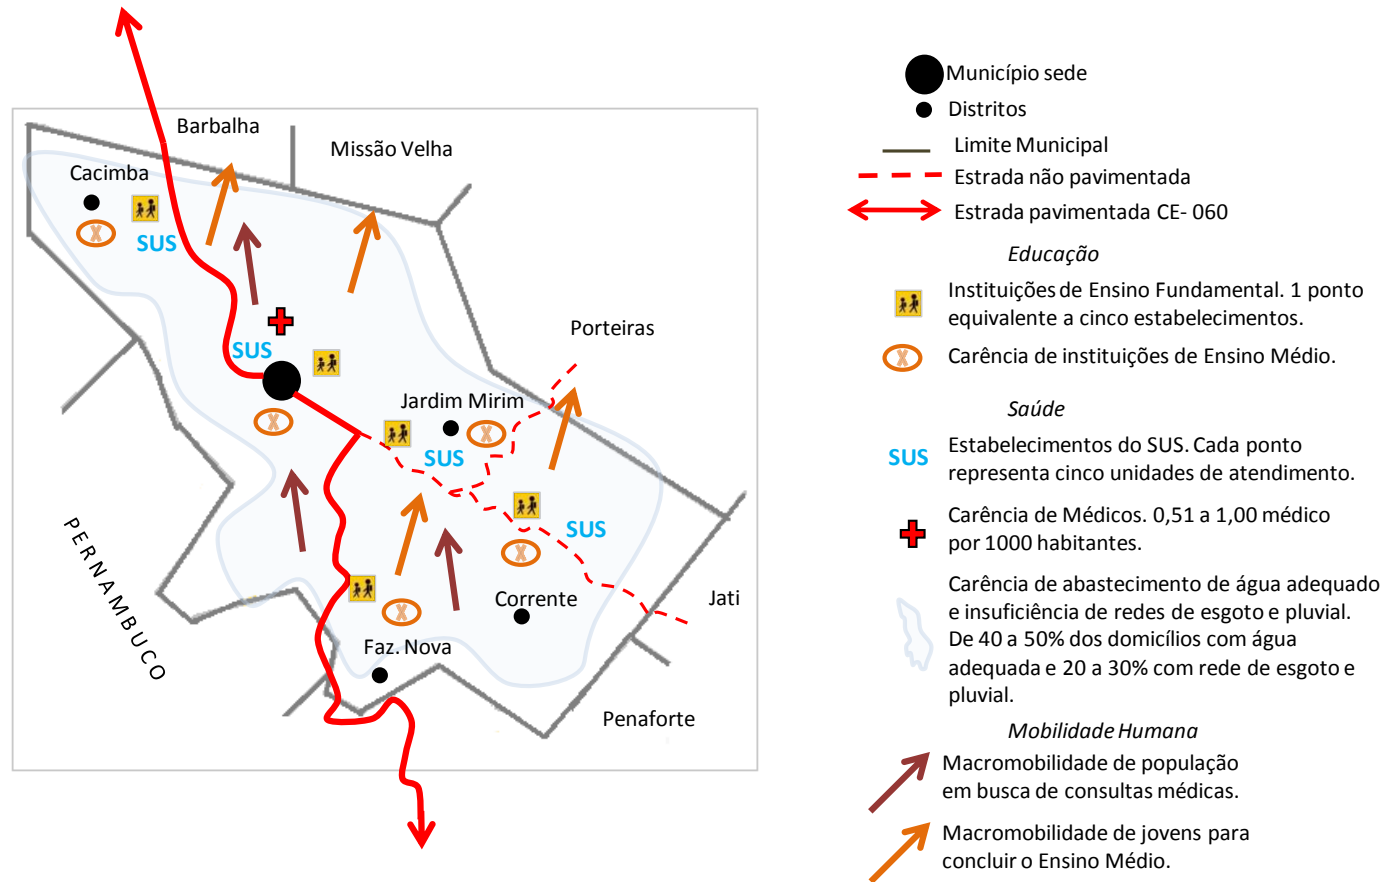 Barbalha
Missão Velha
Cacimba
SUS
Porteiras
SUS
Jardim Mirim
SUS
SUS
PERNAMBUCO
Corrente
Jati
Faz. Nova
Penaforte
Município sede
Distritos
Limite Municipal
Estrada não pavimentada
Estrada pavimentada CE- 060
Educação
Instituições de Ensino Fundamental. 1 ponto
equivalente a cinco estabelecimentos.
X
Carência de instituições de Ensino Médio.
Saúde
SUS
Estabelecimentos do SUS. Cada ponto
representa cinco unidades de atendimento.
Carência de Médicos. 0,51 a 1,00 médico
por 1000 habitantes.
Carência de abastecimento de água adequado
e insuficiência de redes de esgoto e pluvial.
De 40 a 50% dos domicílios com água
adequada e 20 a 30% com rede de esgoto e
pluvial.
Mobilidade Humana
Macromobilidade de população
em busca de consultas médicas.
Macromobilidade de jovens para
concluir o Ensino Médio.